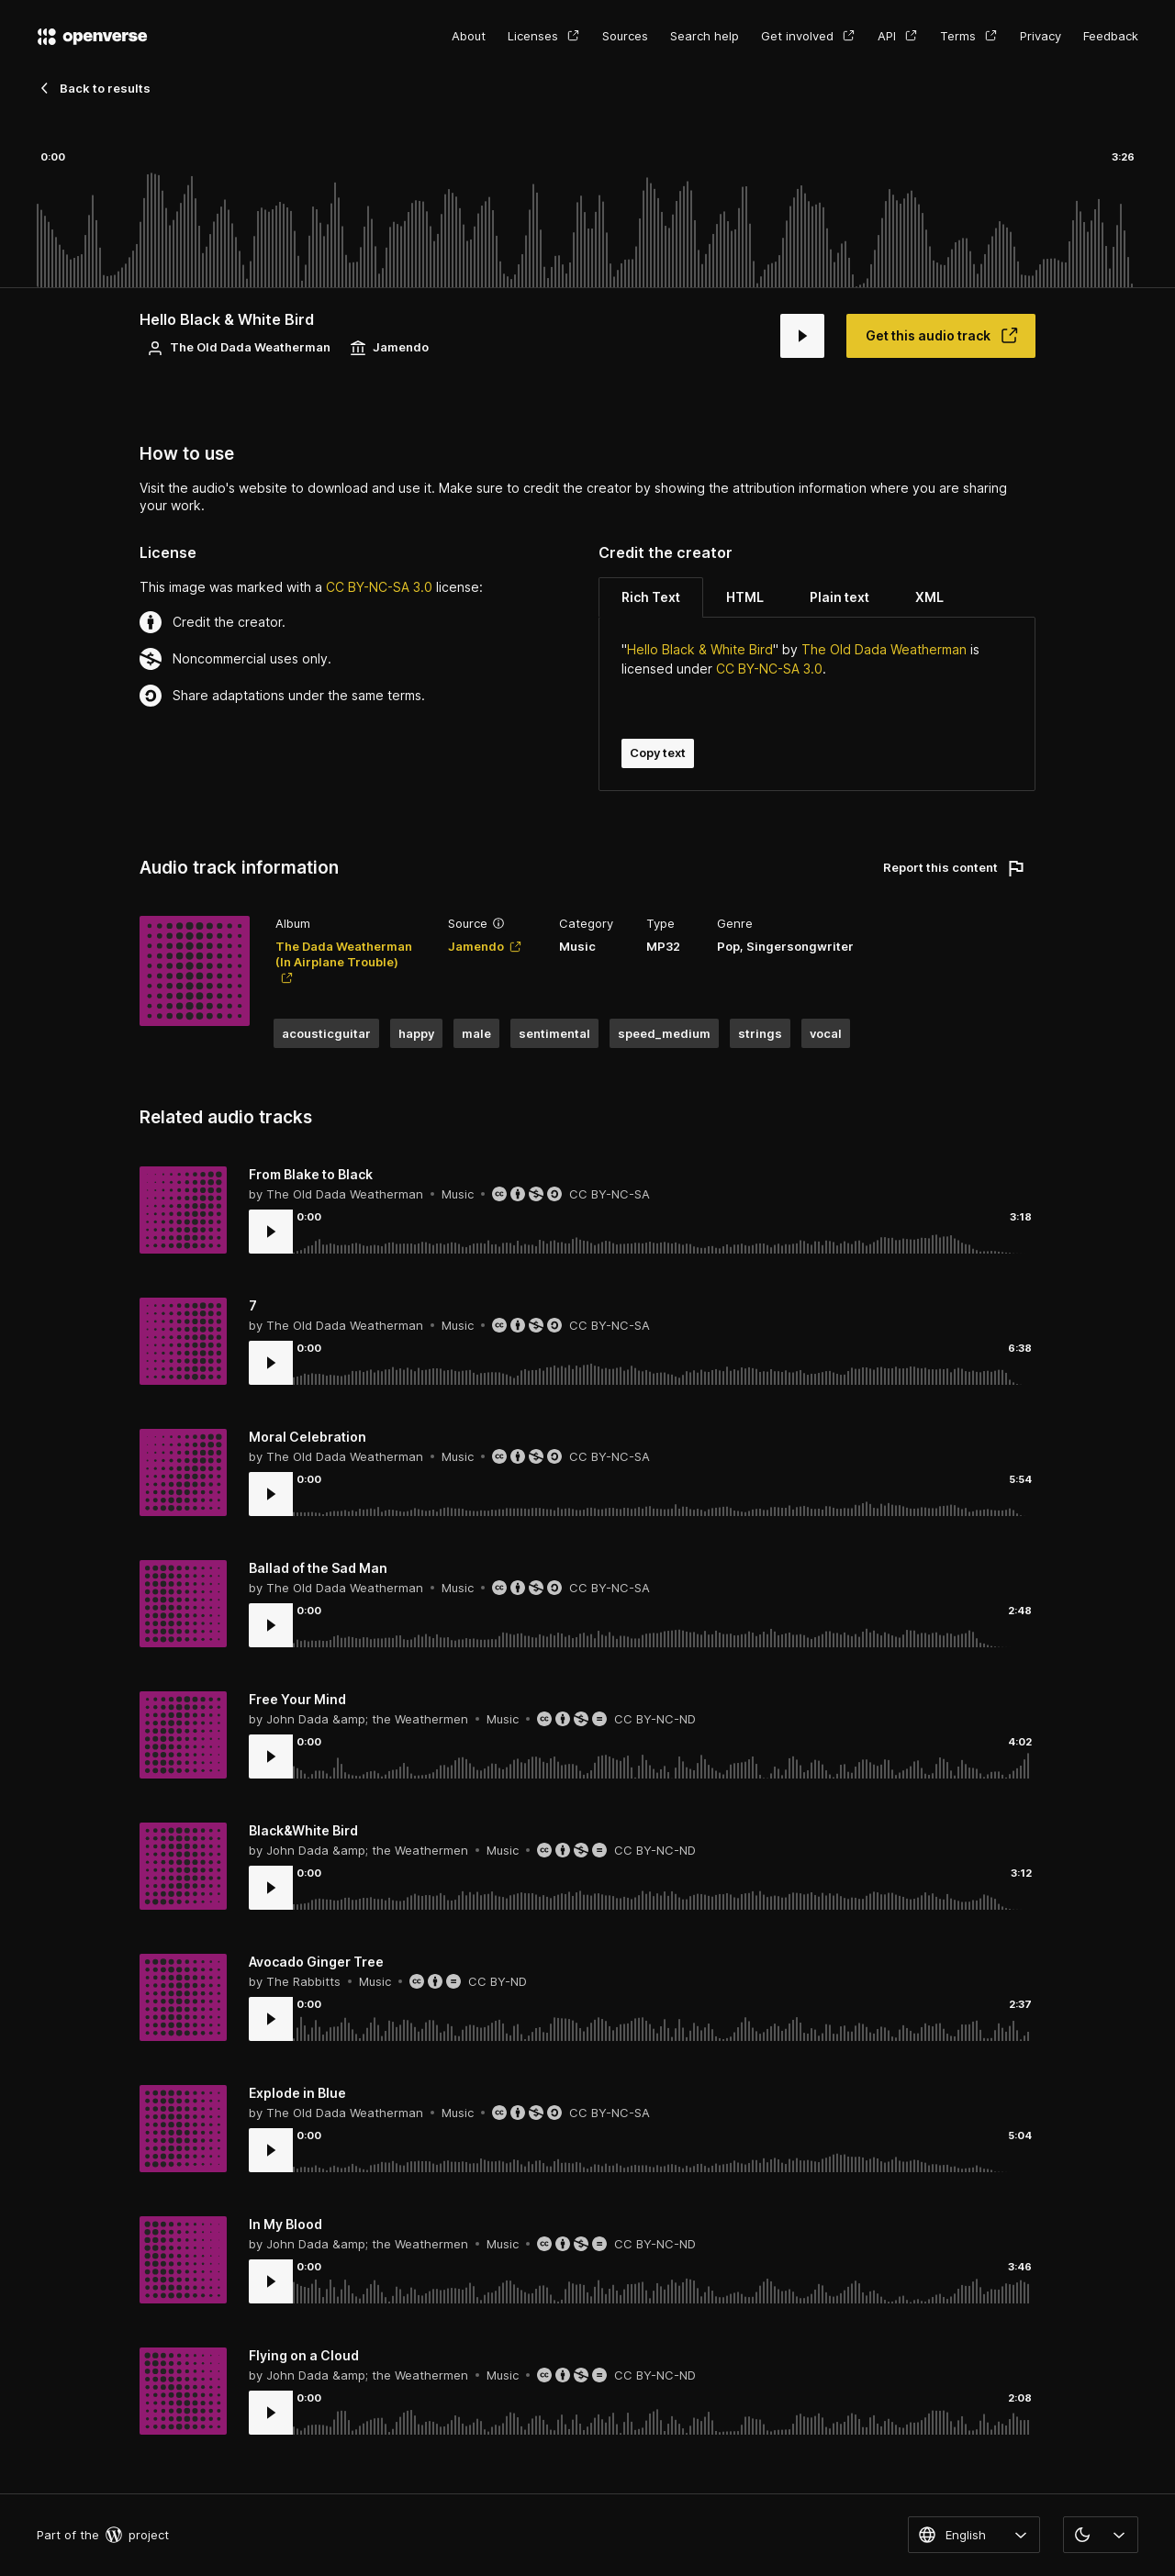 openverse
About Licenses Sources Search help Get involved API Terms Privacy Feedback
Back to results
0:00 3:26
Hello Black & White Bird
The Old Dada Weatherman Jamendo
Get this audio track
How to use
Visit the audio's website to download and use it. Make sure to credit the creator by showing the attribution information where you are sharing
your work.
License
This image was marked with a CC BY-NC-SA 3.0 license:
Credit the creator.
Noncommercial uses only.
Share adaptations under the same terms.
Credit the creator
Rich Text HTML Plain text XML
"Hello Black & White Bird" by The Old Dada Weatherman is
licensed under CC BY-NC-SA 3.0.
Copy text
Audio track information
Report this content
Album Source Category Type Genre
The Dada Weatherman
(In Airplane Trouble)
Jamendo Music MP32 Pop, Singersongwriter
acousticguitar happy male sentimental speed_medium strings vocal
Related audio tracks
From Blake to Black
by The Old Dada Weatherman • Music • CC BY-NC-SA
0:00 3:18
7
by The Old Dada Weatherman • Music • CC BY-NC-SA
0:00 6:38
Moral Celebration
by The Old Dada Weatherman • Music • CC BY-NC-SA
0:00 5:54
Ballad of the Sad Man
by The Old Dada Weatherman • Music • CC BY-NC-SA
0:00 2:48
Free Your Mind
by John Dada &amp; the Weathermen • Music • CC BY-NC-ND
0:00 4:02
Black&White Bird
by John Dada &amp; the Weathermen • Music • CC BY-NC-ND
0:00 3:12
Avocado Ginger Tree
by The Rabbitts • Music • CC BY-ND
0:00 2:37
Explode in Blue
by The Old Dada Weatherman • Music • CC BY-NC-SA
0:00 5:04
In My Blood
by John Dada &amp; the Weathermen • Music • CC BY-NC-ND
0:00 3:46
Flying on a Cloud
by John Dada &amp; the Weathermen • Music • CC BY-NC-ND
0:00 2:08
Part of the project
English